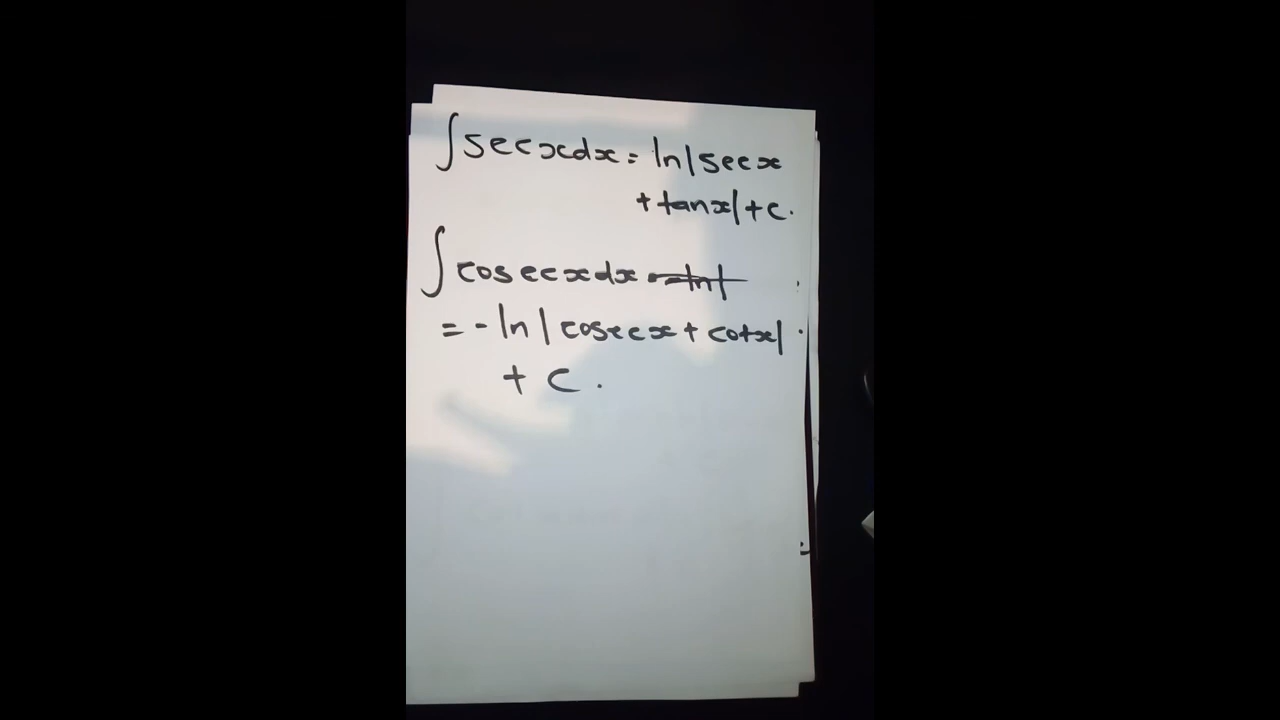 ∫secxdx = ln|secx
+ tanx| + c.
∫cosecxdx
= - ln|cosecx + cotx|
+ c.